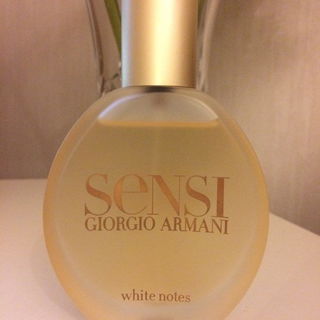 SeNSI
GIORGIO ARMANI
white notes